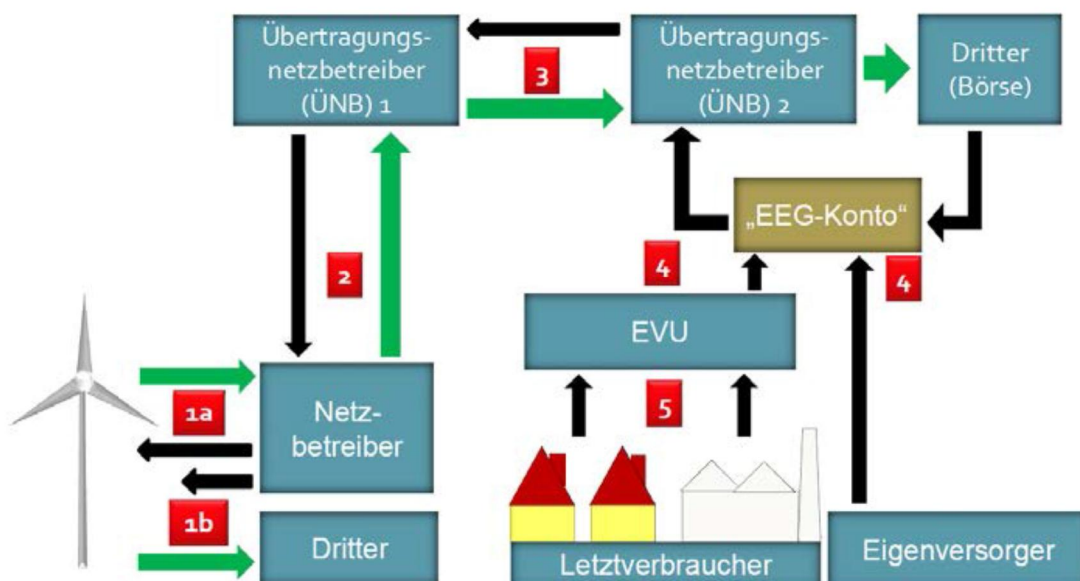 Übertragungs-
netzbetreiber
(ÜNB) 1
3
Übertragungs-
netzbetreiber
(ÜNB) 2
Dritter
(Börse)
„EEG-Konto“
2
4
4
EVU
1a
Netz-
betreiber
5
1b
Dritter
Letztverbraucher
Eigenversorger